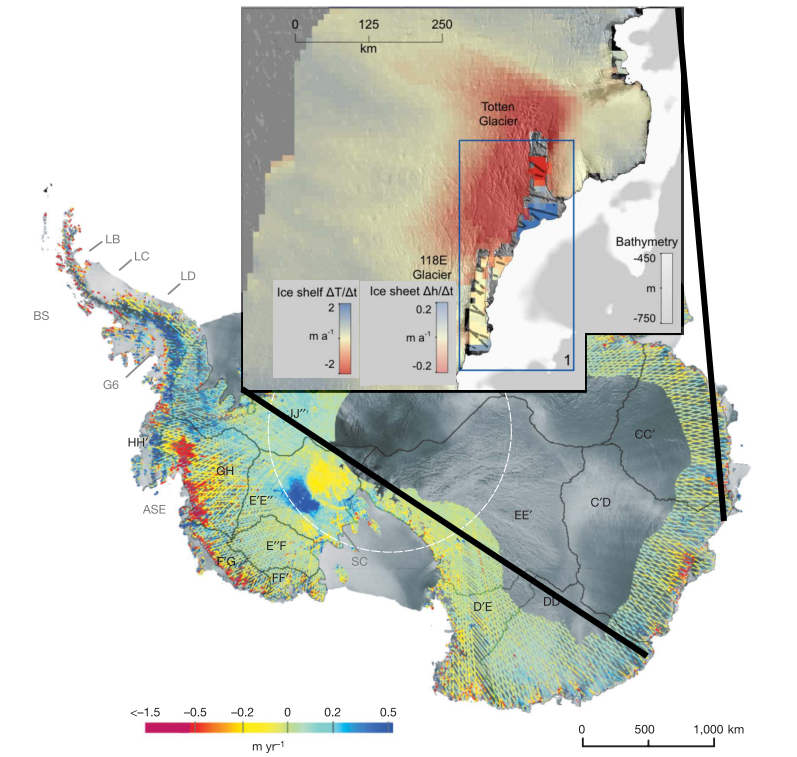 0 125 250
km
Totten
Glacier
118E
Glacier
Bathymetry
-450
m
-750
Ice shelf ΔT/Δt
2
m a⁻¹
-2
Ice sheet Δh/Δt
0.2
m a⁻¹
-0.2
1
LB
LC
LD
BS
G6
JJ″
HH′
GH
CC′
E′E″
C′D
ASE
EE′
E″F
SC
F′G
FF′
D′E
DD′
<–1.5 –0.5 –0.2 0 0.2 0.5
m yr⁻¹
0 500 1,000 km